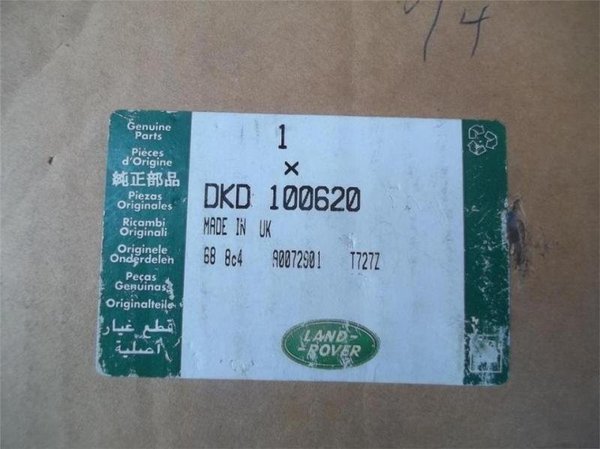 Genuine
Parts
Pièces
d'Origine
純正部品
Piezas
Originales
Ricambi
Originali
Originele
Onderdelen
Peças
Genuinas
Originalteile
قطع غيار
أصلية
1
×
DKD 100620
MADE IN UK
68 8c4 A0072901 T727Z
LAND-
-ROVER